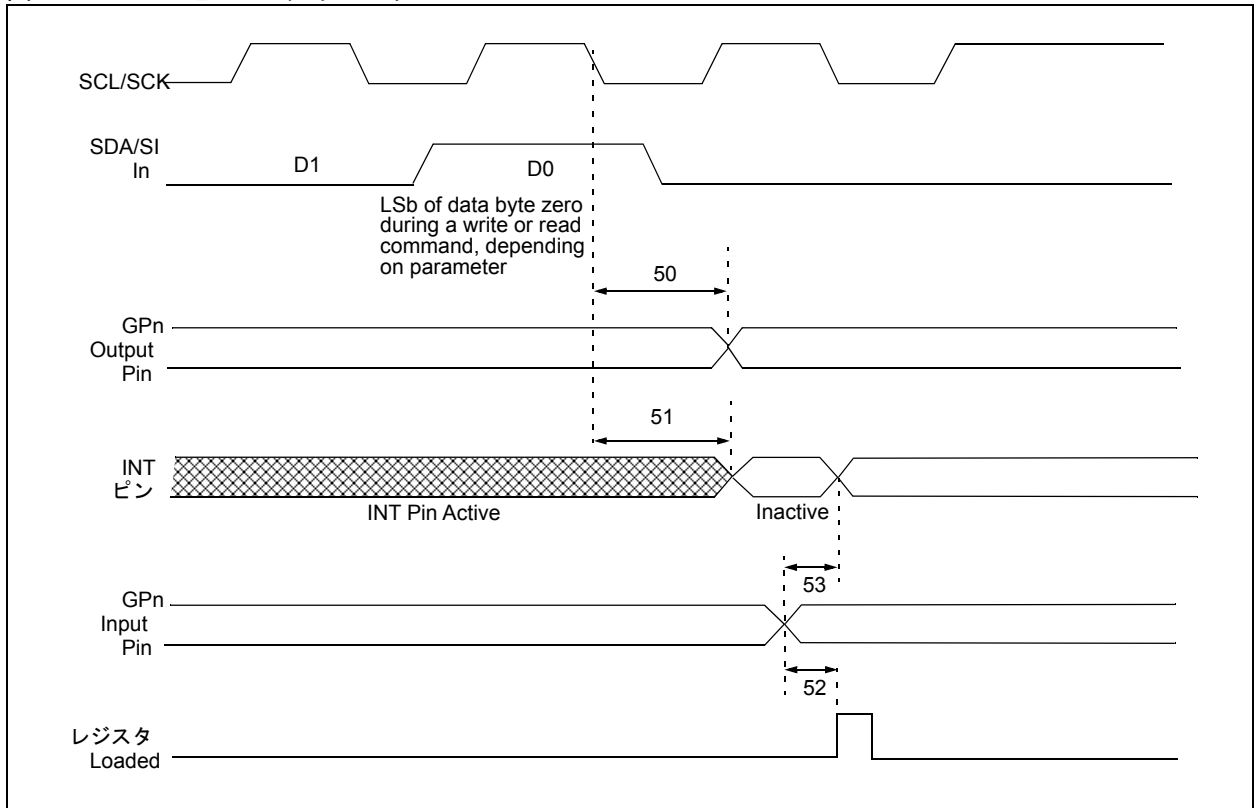 SCL/SCK
SDA/SI
In
D1
D0
LSb of data byte zero
during a write or read
command, depending
on parameter
50
GPn
Output
Pin
51
INT
ピン
INT Pin Active
Inactive
53
GPn
Input
Pin
52
レジスタ
Loaded